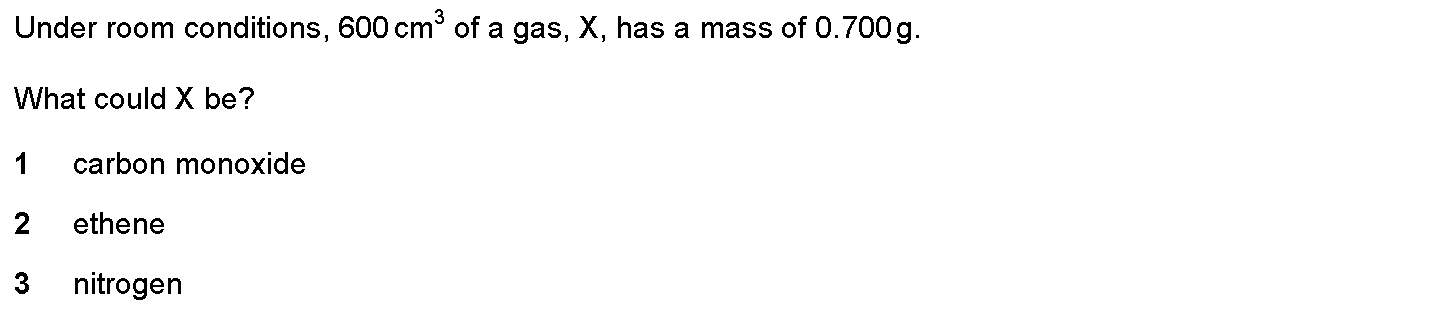 Under room conditions, 600 cm³ of a gas, X, has a mass of 0.700 g.
What could X be?
1 carbon monoxide
2 ethene
3 nitrogen